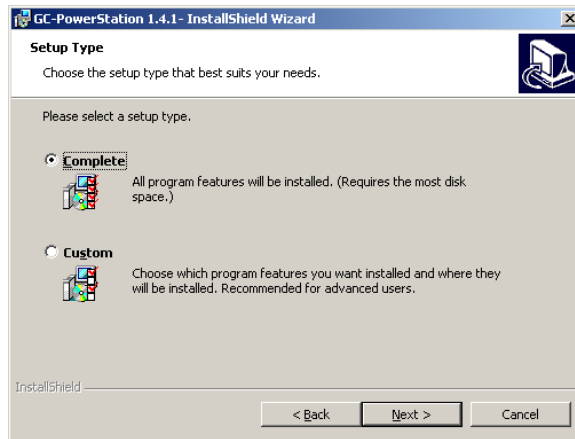 GC-PowerStation 1.4.1- InstallShield Wizard
Setup Type
Choose the setup type that best suits your needs.
Please select a setup type.
Complete
All program features will be installed. (Requires the most disk
space.)
Custom
Choose which program features you want installed and where they
will be installed. Recommended for advanced users.
InstallShield
< Back Next > Cancel